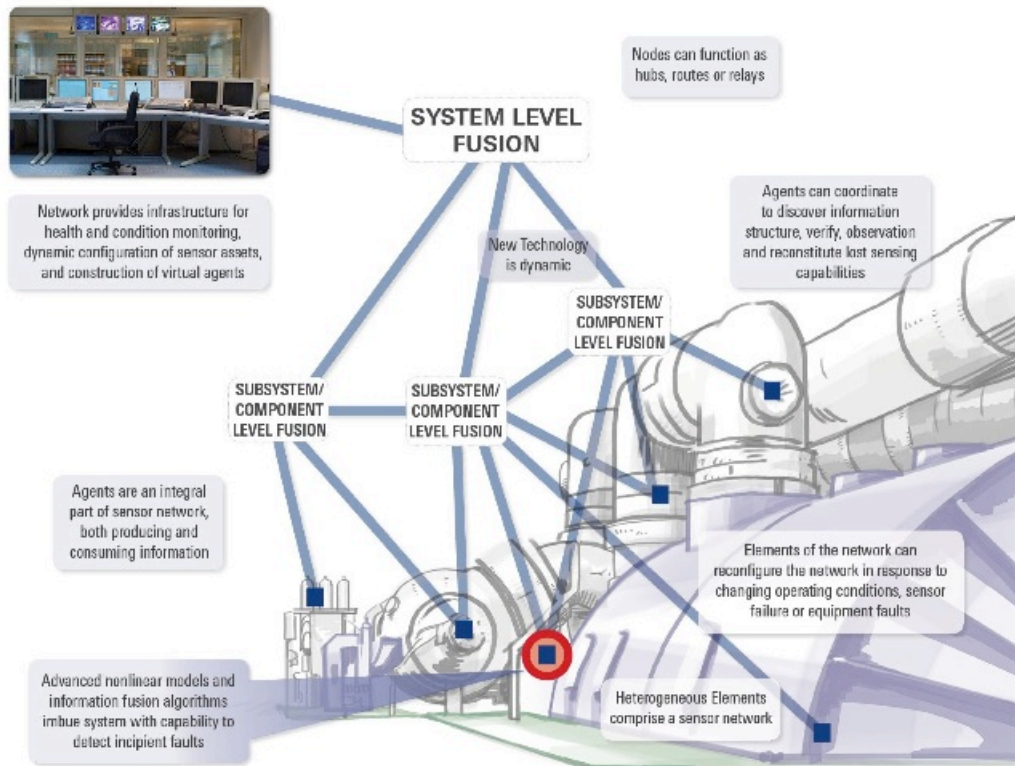 Nodes can function as
hubs, routes or relays
SYSTEM LEVEL
FUSION
Network provides infrastructure for
health and condition monitoring,
dynamic configuration of sensor assets,
and construction of virtual agents
Agents can coordinate
to discover information
structure, verify, observation
and reconstitute lost sensing
capabilities
New Technology
is dynamic
SUBSYSTEM/
COMPONENT
LEVEL FUSION
SUBSYSTEM/
COMPONENT
LEVEL FUSION
SUBSYSTEM/
COMPONENT
LEVEL FUSION
Agents are an integral
part of sensor network,
both producing and
consuming information
Elements of the network can
reconfigure the network in response to
changing operating conditions, sensor
failure or equipment faults
Advanced nonlinear models and
information fusion algorithms
imbue system with capability to
detect incipient faults
Heterogeneous Elements
comprise a sensor network